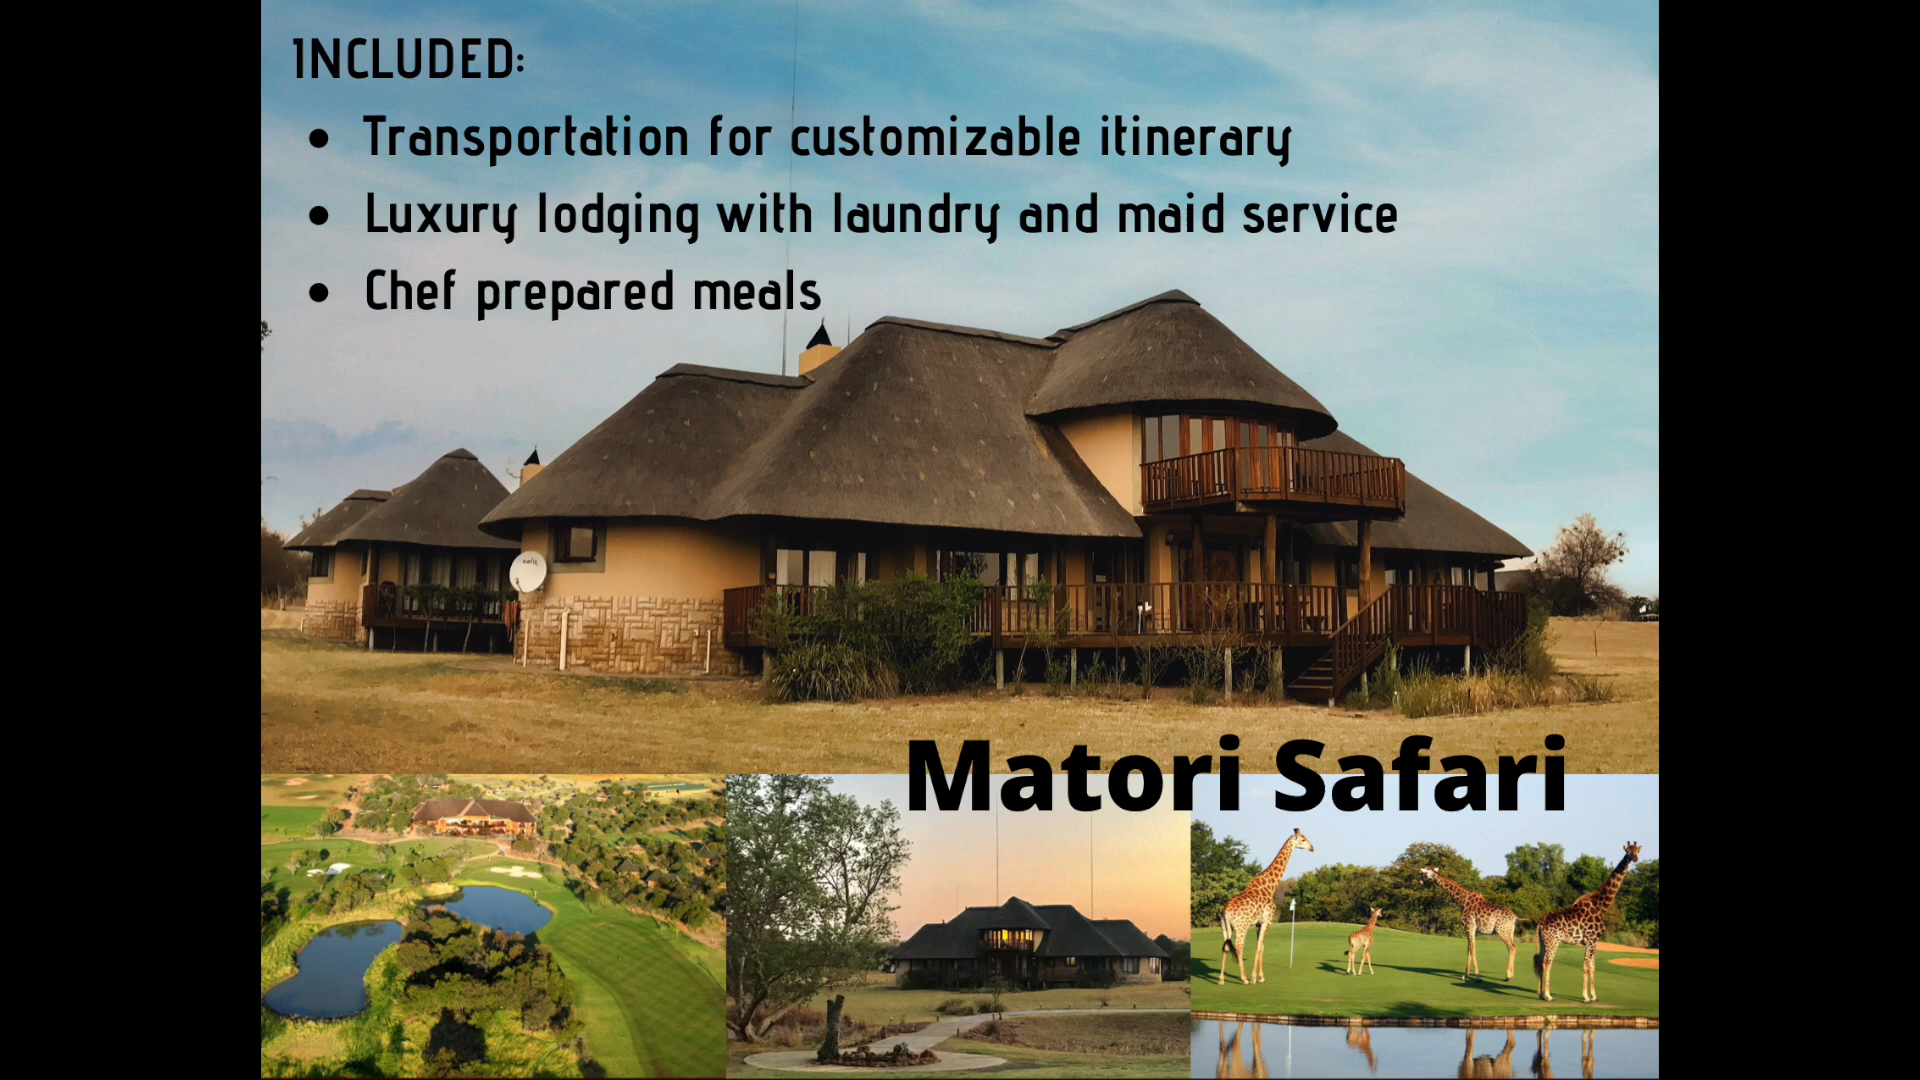 INCLUDED:
• Transportation for customizable itinerary
• Luxury lodging with laundry and maid service
• Chef prepared meals
Matori Safari